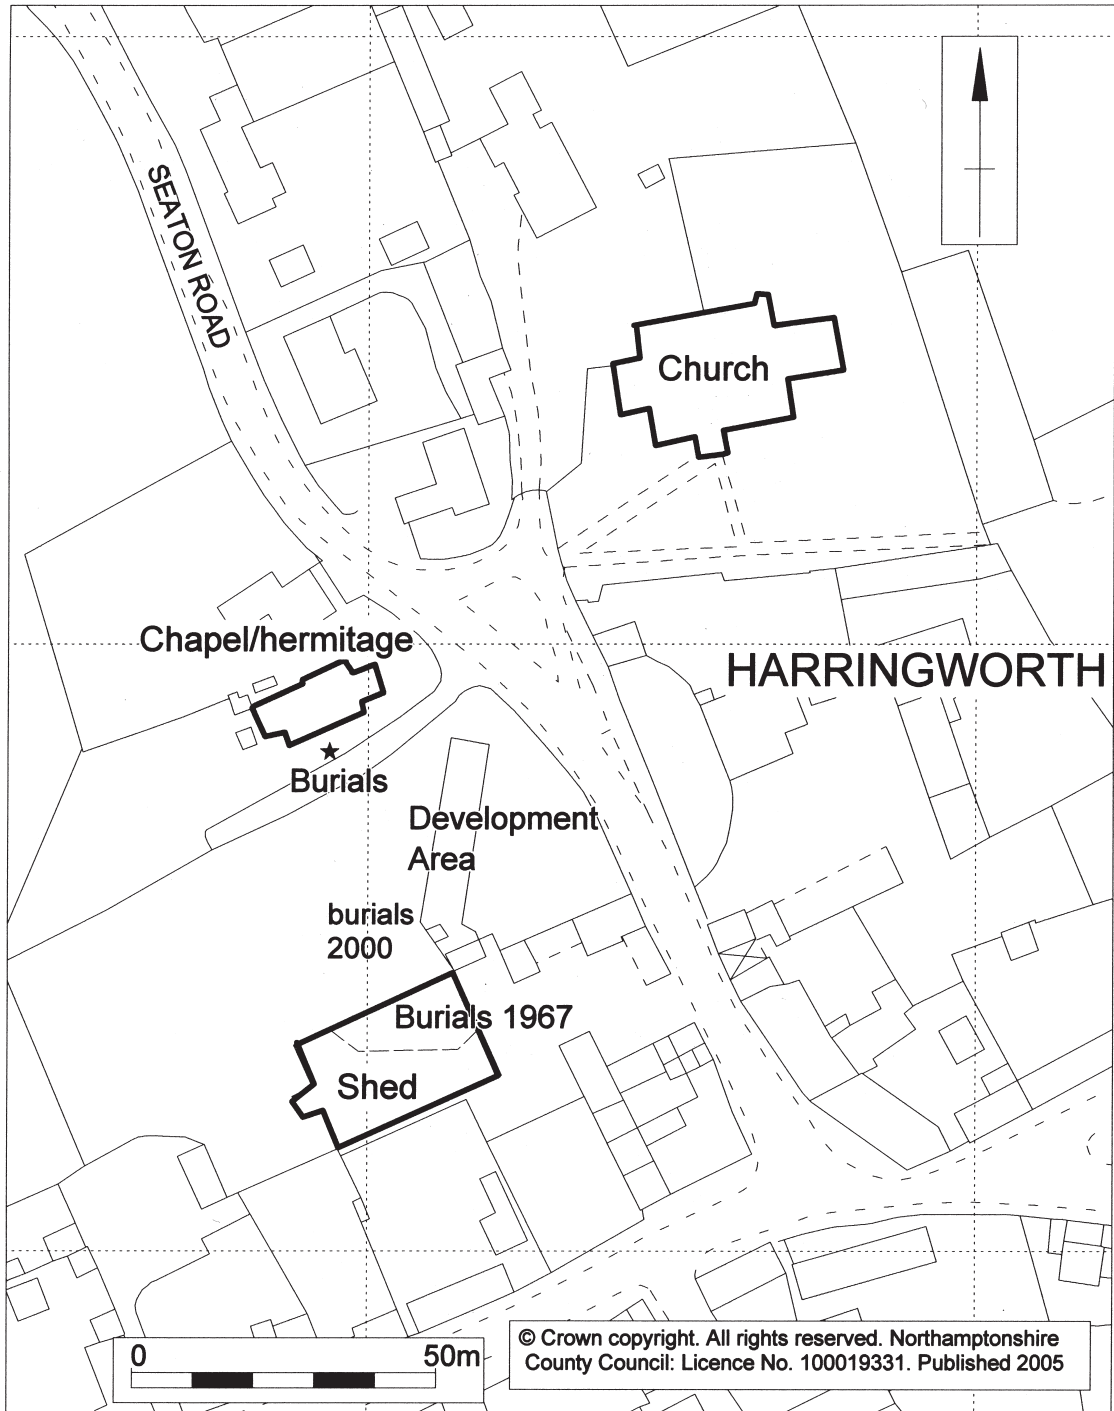 SEATON ROAD
Church
Chapel/hermitage
HARRINGWORTH
Burials
Development
Area
burials
2000
Burials 1967
Shed
0 50m
© Crown copyright. All rights reserved. Northamptonshire
County Council: Licence No. 100019331. Published 2005